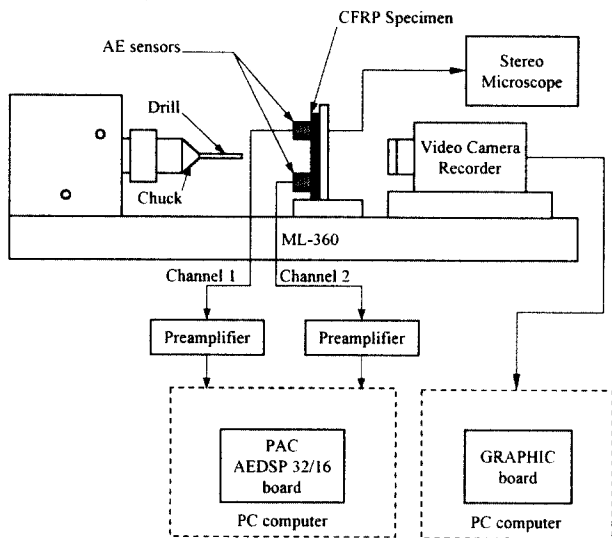 CFRP Specimen
AE sensors
Stereo
Microscope
Drill
Video Camera
Recorder
Chuck
ML-360
Channel 1
Channel 2
Preamplifier
Preamplifier
PAC
AEDSP 32/16
board
PC computer
GRAPHIC
board
PC computer